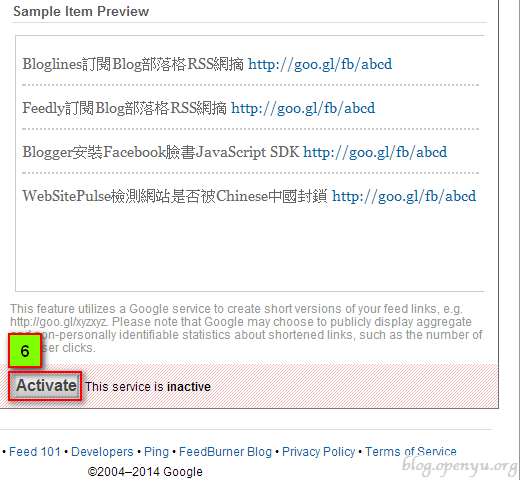 Sample Item Preview
Bloglines訂閱Blog部落格RSS網摘 http://goo.gl/fb/abcd
Feedly訂閱Blog部落格RSS網摘 http://goo.gl/fb/abcd
Blogger安裝Facebook臉書JavaScript SDK http://goo.gl/fb/abcd
WebSitePulse檢測網站是否被Chinese中國封鎖 http://goo.gl/fb/abcd
This feature utilizes a Google service to create short versions of your feed links, e.g.
http://goo.gl/xyzxyz. Please note that Google may choose to publicly display aggregate
non-personally identifiable statistics about shortened links, such as the number of
clicks.
6
Activate This service is inactive
• Feed 101 • Developers • Ping • FeedBurner Blog • Privacy Policy • Terms of Service
©2004–2014 Google
blog.openyu.org